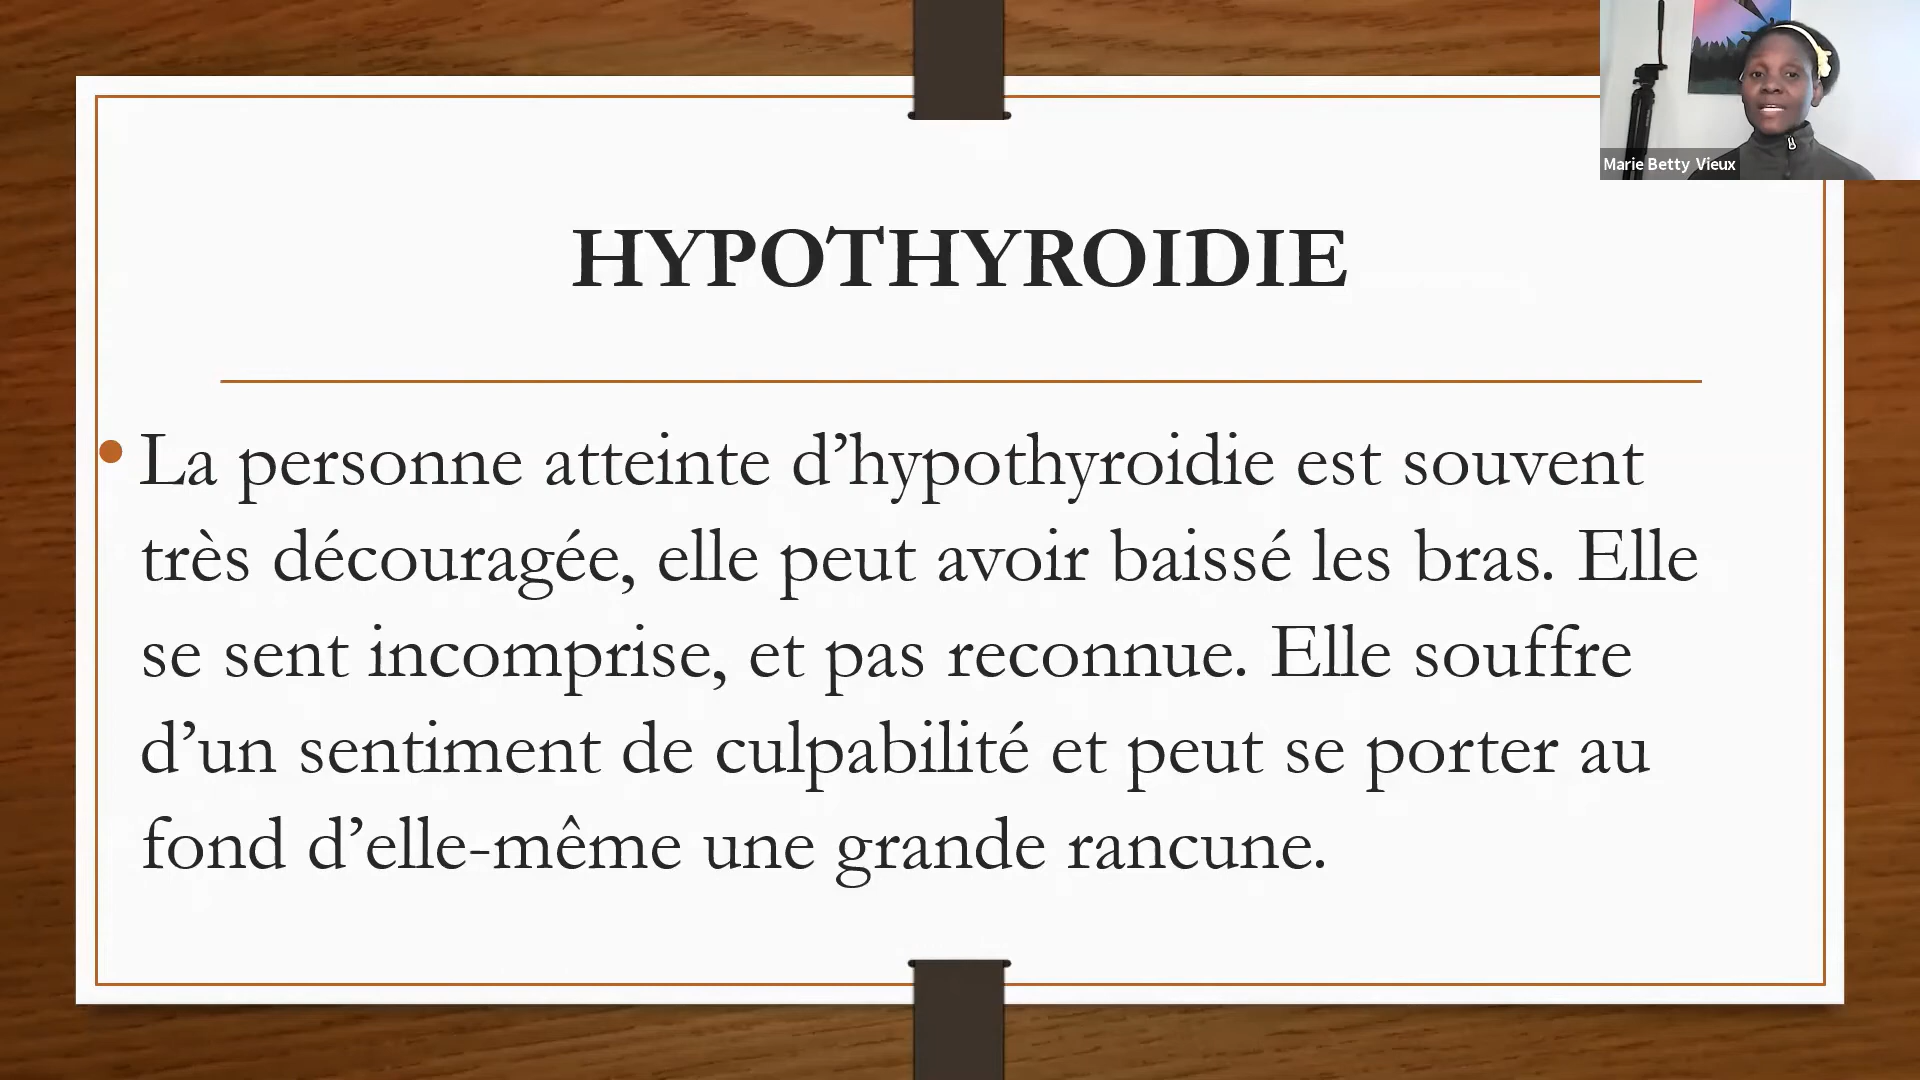 Marie Betty Vieux
HYPOTHYROIDIE
• La personne atteinte d’hypothyroidie est souvent
très découragée, elle peut avoir baissé les bras. Elle
se sent incomprise, et pas reconnue. Elle souffre
d’un sentiment de culpabilité et peut se porter au
fond d’elle-même une grande rancune.